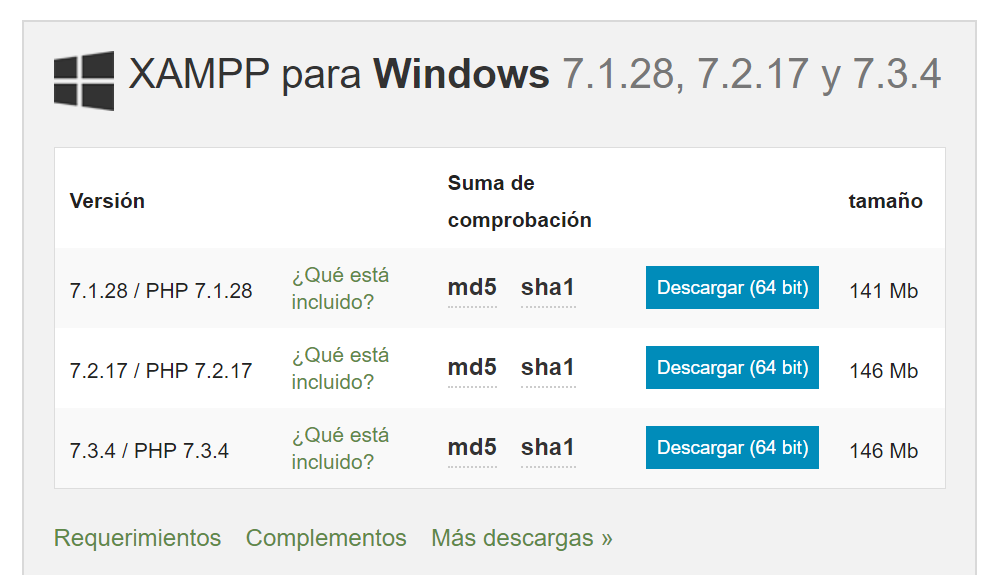 XAMPP para Windows 7.1.28, 7.2.17 y 7.3.4
Versión
Suma de
comprobación
tamaño
7.1.28 / PHP 7.1.28
¿Qué está
incluido?
md5 sha1
Descargar (64 bit)
141 Mb
7.2.17 / PHP 7.2.17
¿Qué está
incluido?
md5 sha1
Descargar (64 bit)
146 Mb
7.3.4 / PHP 7.3.4
¿Qué está
incluido?
md5 sha1
Descargar (64 bit)
146 Mb
Requerimientos Complementos Más descargas »